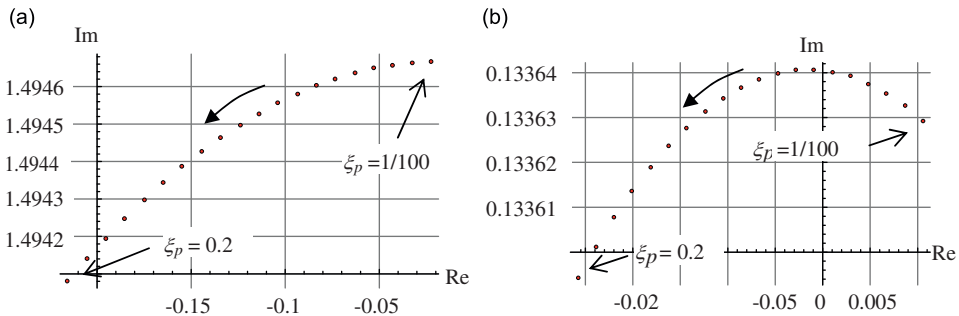 (a)
Im
1.4946
1.4945
1.4944
1.4943
1.4942
ξp = 1/100
ξp = 0.2
Re
-0.15
-0.1
-0.05
(b)
Im
0.13364
0.13363
0.13362
0.13361
ξp = 1/100
ξp = 0.2
Re
-0.02
-0.05
0
0.005